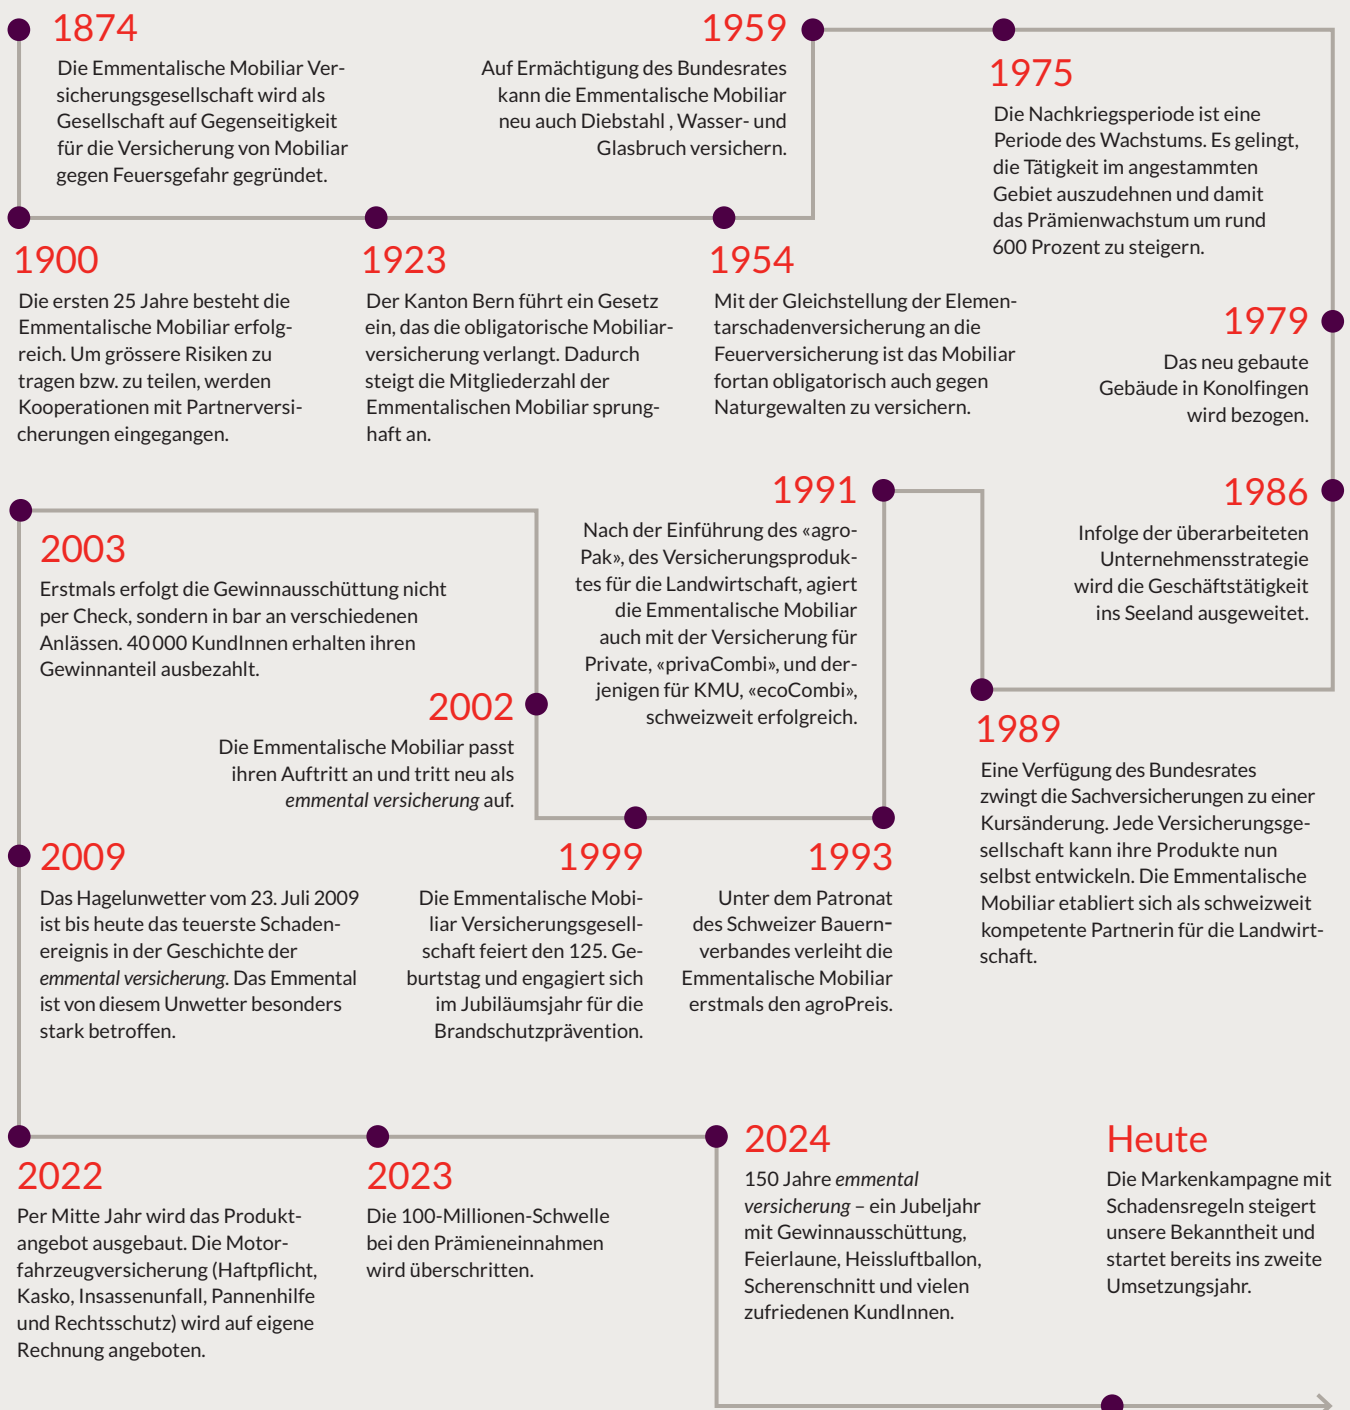 1874
Die Emmentalische Mobiliar Ver-
sicherungsgesellschaft wird als
Gesellschaft auf Gegenseitigkeit
für die Versicherung von Mobiliar
gegen Feuersgefahr gegründet.
1900
Die ersten 25 Jahre besteht die
Emmentalische Mobiliar erfolg-
reich. Um grössere Risiken zu
tragen bzw. zu teilen, werden
Kooperationen mit Partnerversi-
cherungen eingegangen.
1923
Der Kanton Bern führt ein Gesetz
ein, das die obligatorische Mobiliar-
versicherung verlangt. Dadurch
steigt die Mitgliederzahl der
Emmentalischen Mobiliar sprung-
haft an.
1954
Mit der Gleichstellung der Elemen-
tarschadenversicherung an die
Feuerversicherung ist das Mobiliar
fortan obligatorisch auch gegen
Naturgewalten zu versichern.
1959
Auf Ermächtigung des Bundesrates
kann die Emmentalische Mobiliar
neu auch Diebstahl , Wasser- und
Glasbruch versichern.
1975
Die Nachkriegsperiode ist eine
Periode des Wachstums. Es gelingt,
die Tätigkeit im angestammten
Gebiet auszudehnen und damit
das Prämienwachstum um rund
600 Prozent zu steigern.
1979
Das neu gebaute
Gebäude in Konolfingen
wird bezogen.
1986
Infolge der überarbeiteten
Unternehmensstrategie
wird die Geschäftstätigkeit
ins Seeland ausgeweitet.
1989
Eine Verfügung des Bundesrates
zwingt die Sachversicherungen zu einer
Kursänderung. Jede Versicherungsge-
sellschaft kann ihre Produkte nun
selbst entwickeln. Die Emmentalische
Mobiliar etabliert sich als schweizweit
kompetente Partnerin für die Landwirt-
schaft.
1991
Nach der Einführung des «agro-
Pak», des Versicherungsproduk-
tes für die Landwirtschaft, agiert
die Emmentalische Mobiliar
auch mit der Versicherung für
Private, «privaCombi», und der-
jenigen für KMU, «ecoCombi»,
schweizweit erfolgreich.
1993
Unter dem Patronat
des Schweizer Bauern-
verbandes verleiht die
Emmentalische Mobiliar
erstmals den agroPreis.
1999
Die Emmentalische Mobi-
liar Versicherungsgesell-
schaft feiert den 125. Ge-
burtstag und engagiert sich
im Jubiläumsjahr für die
Brandschutzprävention.
2002
Die Emmentalische Mobiliar passt
ihren Auftritt an und tritt neu als
emmental versicherung auf.
2003
Erstmals erfolgt die Gewinnausschüttung nicht
per Check, sondern in bar an verschiedenen
Anlässen. 40 000 KundInnen erhalten ihren
Gewinnanteil ausbezahlt.
2009
Das Hagelunwetter vom 23. Juli 2009
ist bis heute das teuerste Schaden-
ereignis in der Geschichte der
emmental versicherung. Das Emmental
ist von diesem Unwetter besonders
stark betroffen.
2022
Per Mitte Jahr wird das Produkt-
angebot ausgebaut. Die Motor-
fahrzeugversicherung (Haftpflicht,
Kasko, Insassenunfall, Pannenhilfe
und Rechtsschutz) wird auf eigene
Rechnung angeboten.
2023
Die 100-Millionen-Schwelle
bei den Prämieneinnahmen
wird überschritten.
2024
150 Jahre emmental
versicherung – ein Jubeljahr
mit Gewinnausschüttung,
Feierlaune, Heissluftballon,
Scherenschnitt und vielen
zufriedenen KundInnen.
Heute
Die Markenkampagne mit
Schadensregeln steigert
unsere Bekanntheit und
startet bereits ins zweite
Umsetzungsjahr.